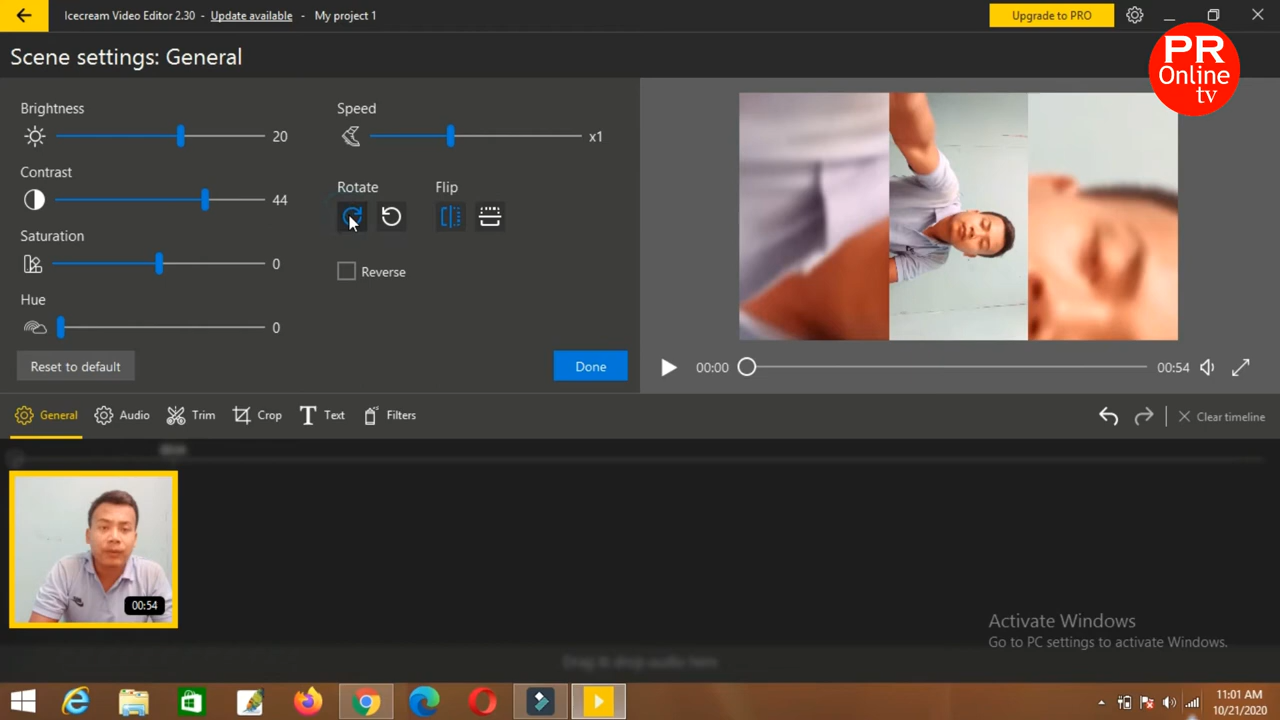 Icecream Video Editor 2.30 • Update available • My project 1
Upgrade to PRO
PR
Online
tv
Scene settings: General
Brightness
20
Speed
x1
Contrast
44
Rotate
Flip
Saturation
0
Reverse
Hue
0
Reset to default
Done
00:00
00:54
General
Audio
Trim
Crop
Text
Filters
Clear timeline
00:54
Activate Windows
Go to PC settings to activate Windows.
11:01 AM
10/21/2020